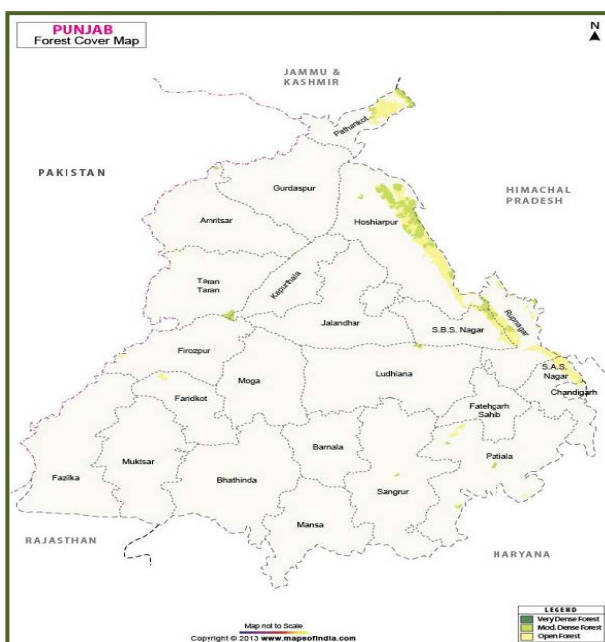 PUNJAB
Forest Cover Map
N
JAMMU &
KASHMIR
Pathankot
PAKISTAN
Gurdaspur
HIMACHAL
PRADESH
Amritsar
Hoshiarpur
Taran
Taran
Kapurthala
Rupnagar
Jalandhar
S.B.S. Nagar
Firozpur
S.A.S.
Nagar
Moga
Ludhiana
Chandigarh
Faridkot
Fatehgarh
Sahib
Barnala
Muktsar
Patiala
Fazilka
Bhathinda
Sangrur
Mansa
RAJASTHAN
HARYANA
LEGEND
Very Dense Forest
Mod. Dense Forest
Open Forest
Map not to Scale
Copyright © 2013 www.mapsofindia.com